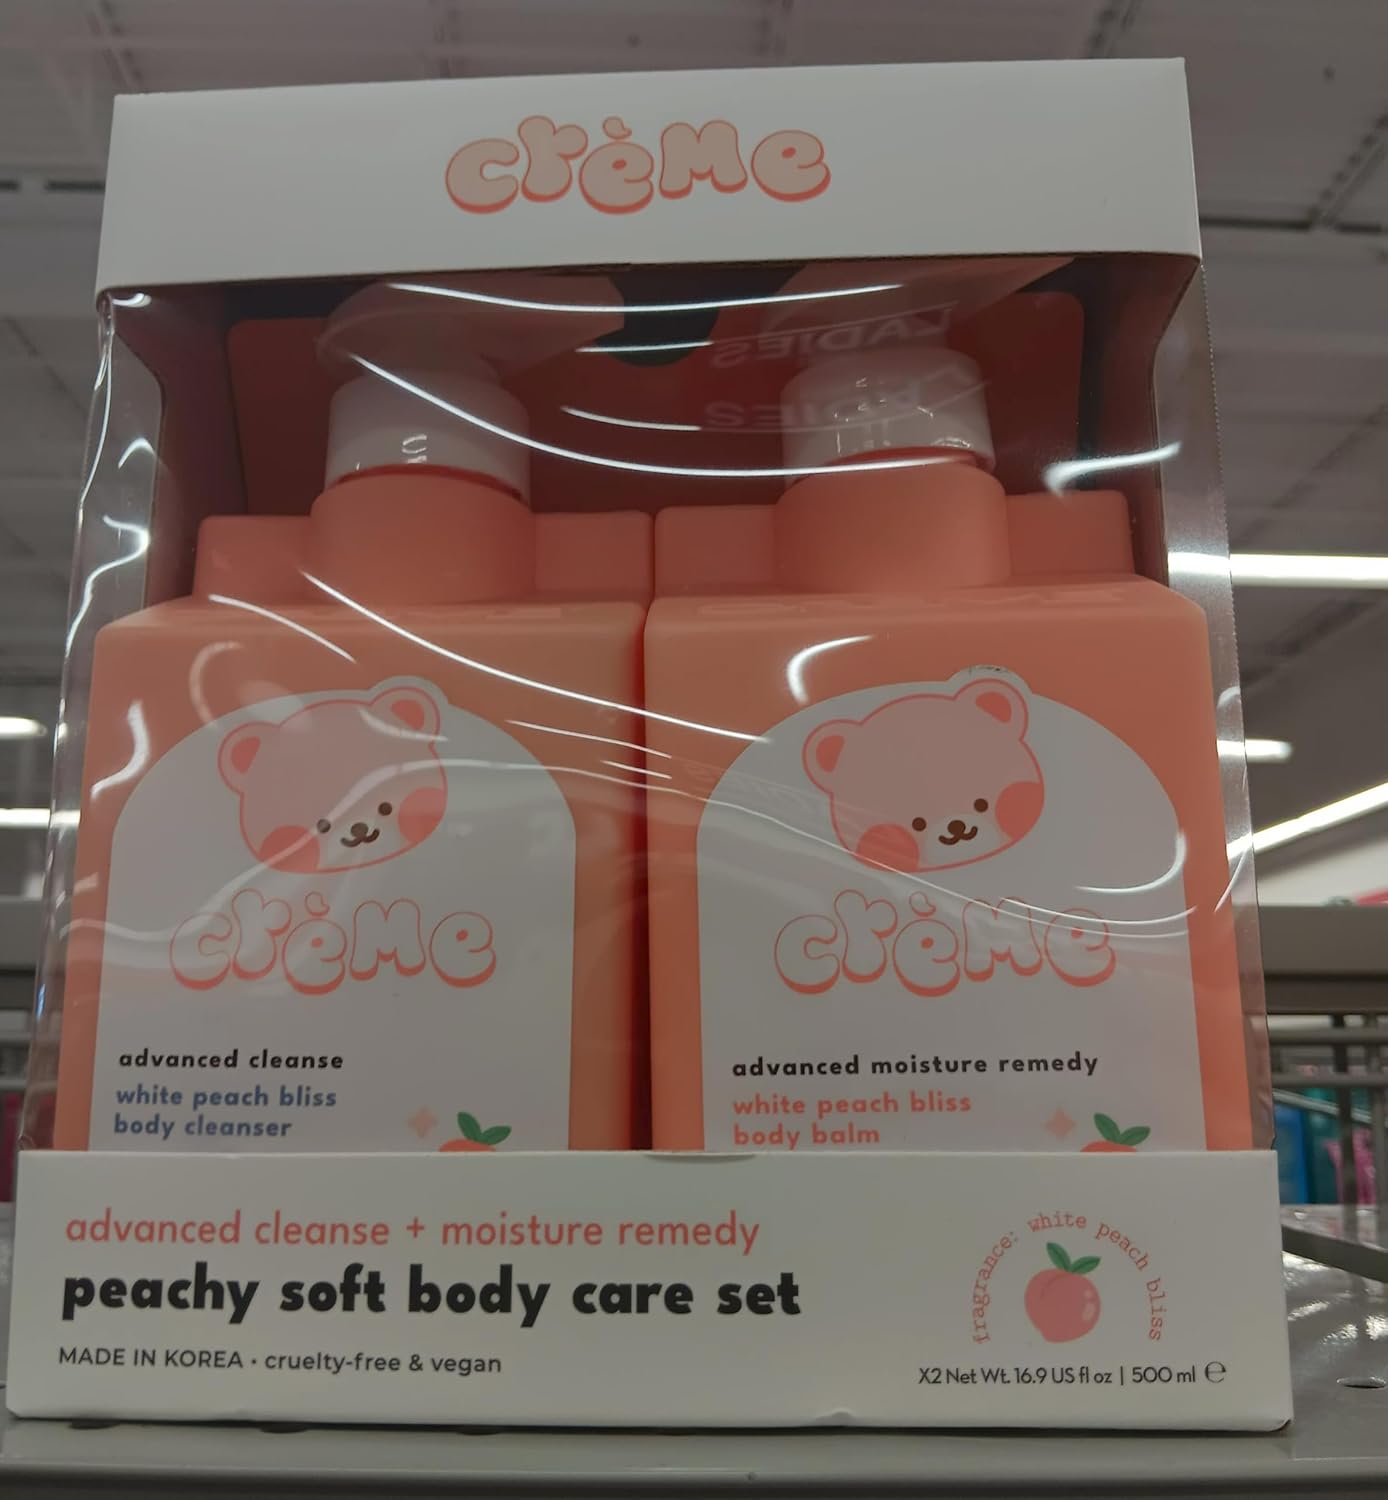 crème
LADIES
crème
advanced cleanse
white peach bliss
body cleanser
crème
advanced moisture remedy
white peach bliss
body balm
advanced cleanse + moisture remedy
peachy soft body care set
MADE IN KOREA • cruelty-free & vegan
fragrance: white peach bliss
X2 Net Wt. 16.9 US fl oz | 500 ml ℮